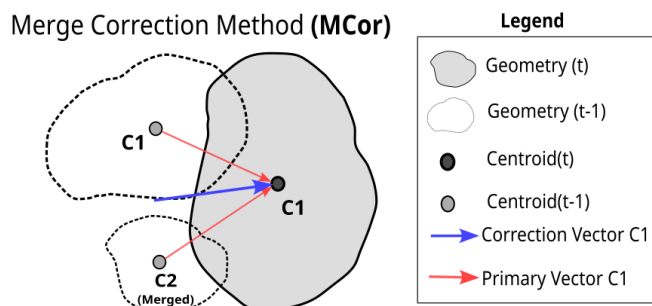 Merge Correction Method (MCor)
C1
C1
C2
(Merged)
Legend
Geometry (t)
Geometry (t-1)
Centroid(t)
Centroid(t-1)
Correction Vector C1
Primary Vector C1